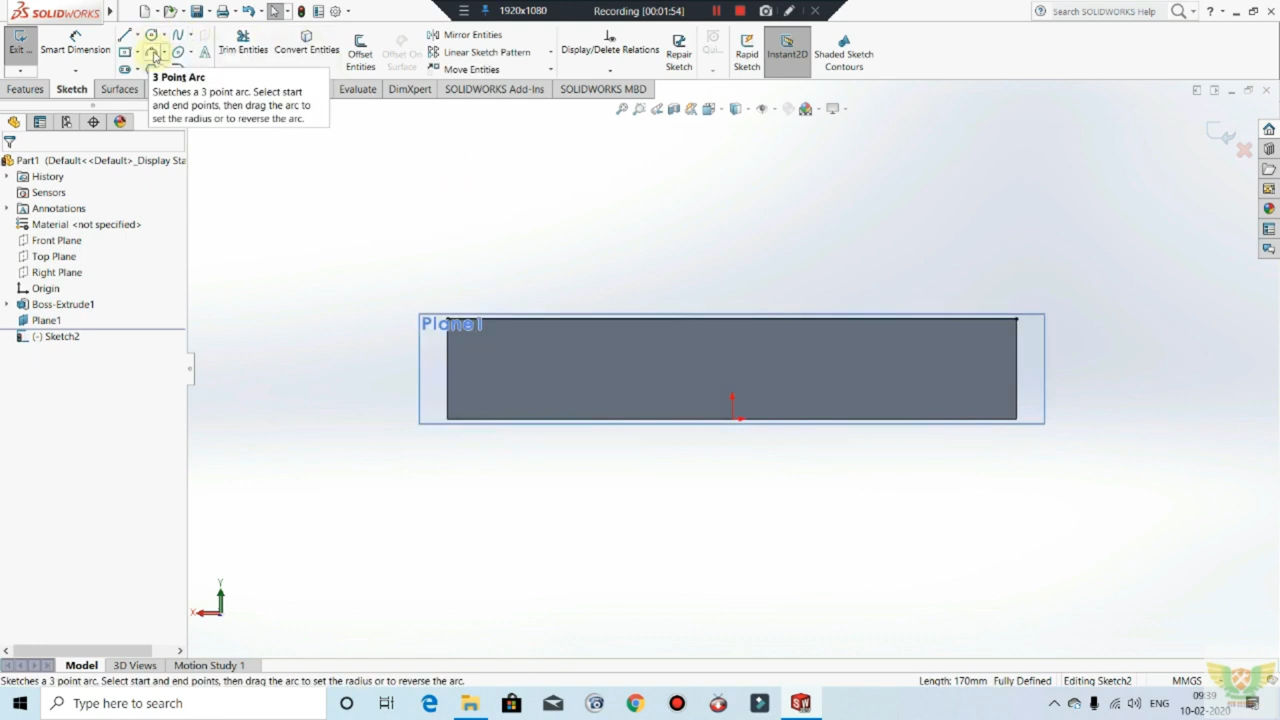 SOLIDWORKS
1920x1080
Recording [00:01:54]
Search SOLIDWORKS Help
Exit ...
Smart Dimension
Trim Entities
Convert Entities
Offset Entities
Offset On Surface
Mirror Entities
Linear Sketch Pattern
Move Entities
Display/Delete Relations
Repair Sketch
Qui...
Rapid Sketch
Instant2D
Shaded Sketch Contours
Features
Sketch
Surfaces
Evaluate
DimXpert
SOLIDWORKS Add-Ins
SOLIDWORKS MBD
3 Point Arc
Sketches a 3 point arc. Select start
and end points, then drag the arc to
set the radius or to reverse the arc.
Part1 (Default<<Default>_Display Sta
History
Sensors
Annotations
Material <not specified>
Front Plane
Top Plane
Right Plane
Origin
Boss-Extrude1
Plane1
(-) Sketch2
Plane1
Y
X
Model
3D Views
Motion Study 1
Sketches a 3 point arc. Select start and end points, then drag the arc to set the radius or to reverse the arc.
Length: 170mm
Fully Defined
Editing Sketch2
MMGS
Type here to search
ENG
09:39
10-02-2020